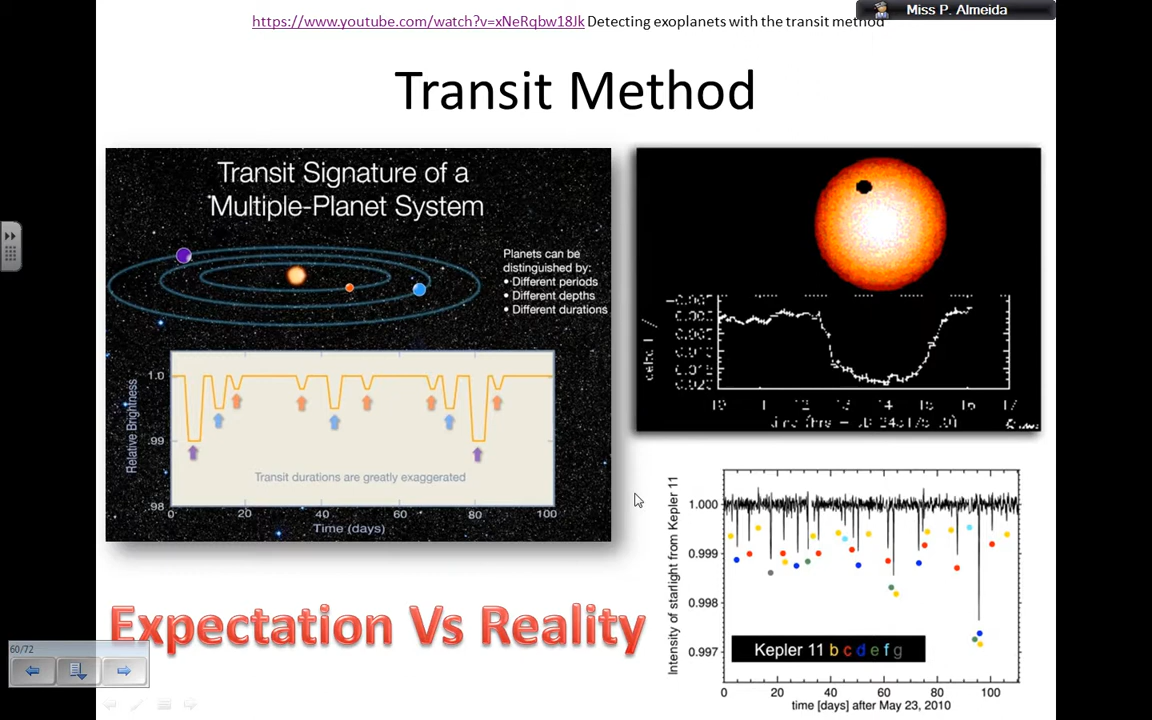 https://www.youtube.com/watch?v=xNeRqbw18Jk Detecting exoplanets with the transit method
Miss P. Almeida
Transit Method
Transit Signature of a
Multiple-Planet System
Planets can be
distinguished by:
• Different periods
• Different depths
• Different durations
Relative Brightness
1.0
.99
.98
Transit durations are greatly exaggerated
0 20 40 60 80 100
Time (days)
14 16 17
Intensity of starlight from Kepler 11
1.000
0.999
0.998
0.997
Kepler 11 b c d e f g
0 20 40 60 80 100
time [days] after May 23, 2010
Expectation Vs Reality
60/72